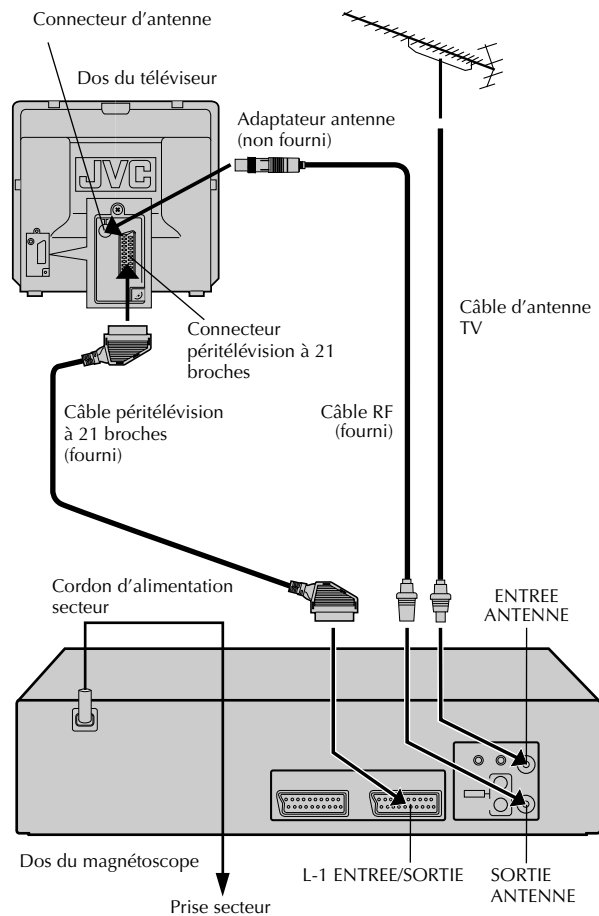 Connecteur d'antenne
Dos du téléviseur
Adaptateur antenne
(non fourni)
JVC
Connecteur
péritélévision à 21
broches
Câble d'antenne
TV
Câble péritélévision
à 21 broches
(fourni)
Câble RF
(fourni)
Cordon d'alimentation
secteur
ENTREE
ANTENNE
Dos du magnétoscope
L-1 ENTREE/SORTIE
SORTIE
ANTENNE
Prise secteur